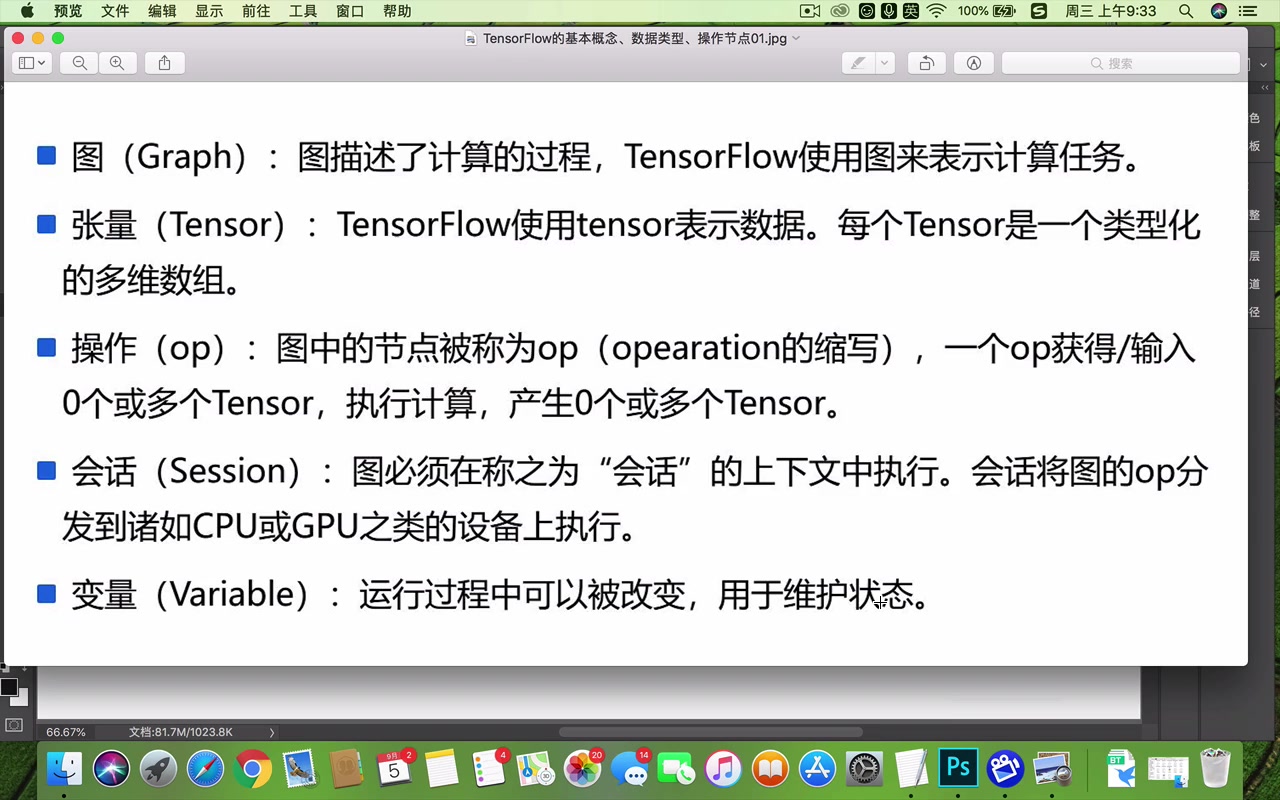 预览 文件 编辑 显示 前往 工具 窗口 帮助 英 100% 周三 上午9:33
TensorFlow的基本概念、数据类型、操作节点01.jpg
搜索
图（Graph）：图描述了计算的过程，TensorFlow使用图来表示计算任务。
张量（Tensor）：TensorFlow使用tensor表示数据。每个Tensor是一个类型化
的多维数组。
操作（op）：图中的节点被称为op（opearation的缩写），一个op获得/输入
0个或多个Tensor，执行计算，产生0个或多个Tensor。
会话（Session）：图必须在称之为“会话”的上下文中执行。会话将图的op分
发到诸如CPU或GPU之类的设备上执行。
变量（Variable）：运行过程中可以被改变，用于维护状态。
色
板
整
层
道
径
66.67% 文档:81.7M/1023.8K
9月 5 2 4 3D 20 14 Ps BT